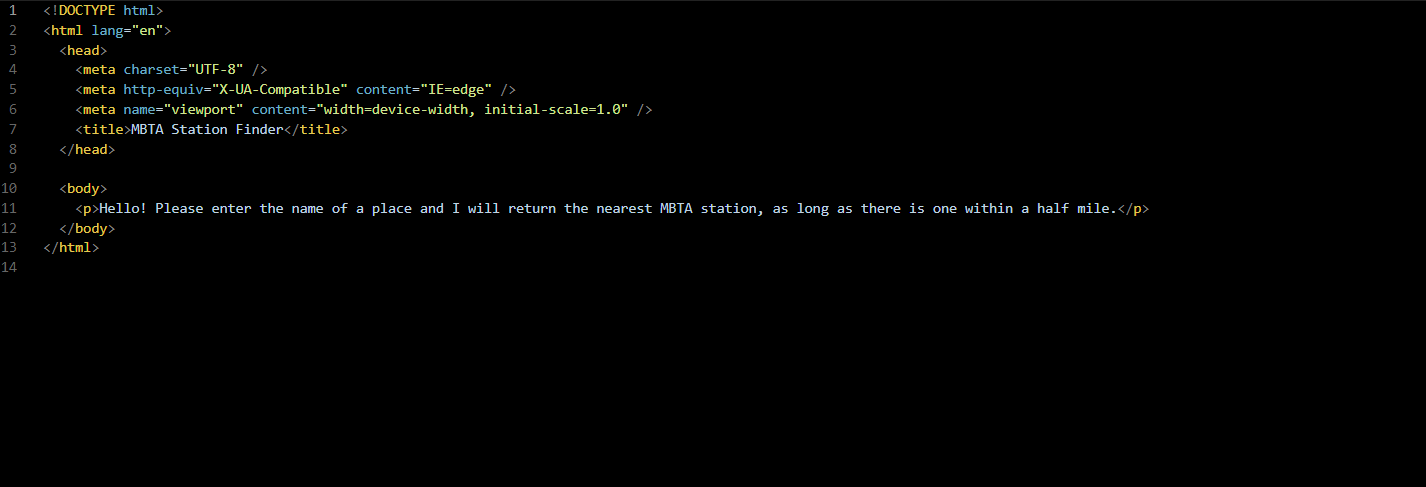 1 <!DOCTYPE html>
2 <html lang="en">
3 <head>
4 <meta charset="UTF-8" />
5 <meta http-equiv="X-UA-Compatible" content="IE=edge" />
6 <meta name="viewport" content="width=device-width, initial-scale=1.0" />
7 <title>MBTA Station Finder</title>
8 </head>
9
10 <body>
11 <p>Hello! Please enter the name of a place and I will return the nearest MBTA station, as long as there is one within a half mile.</p>
12 </body>
13 </html>
14